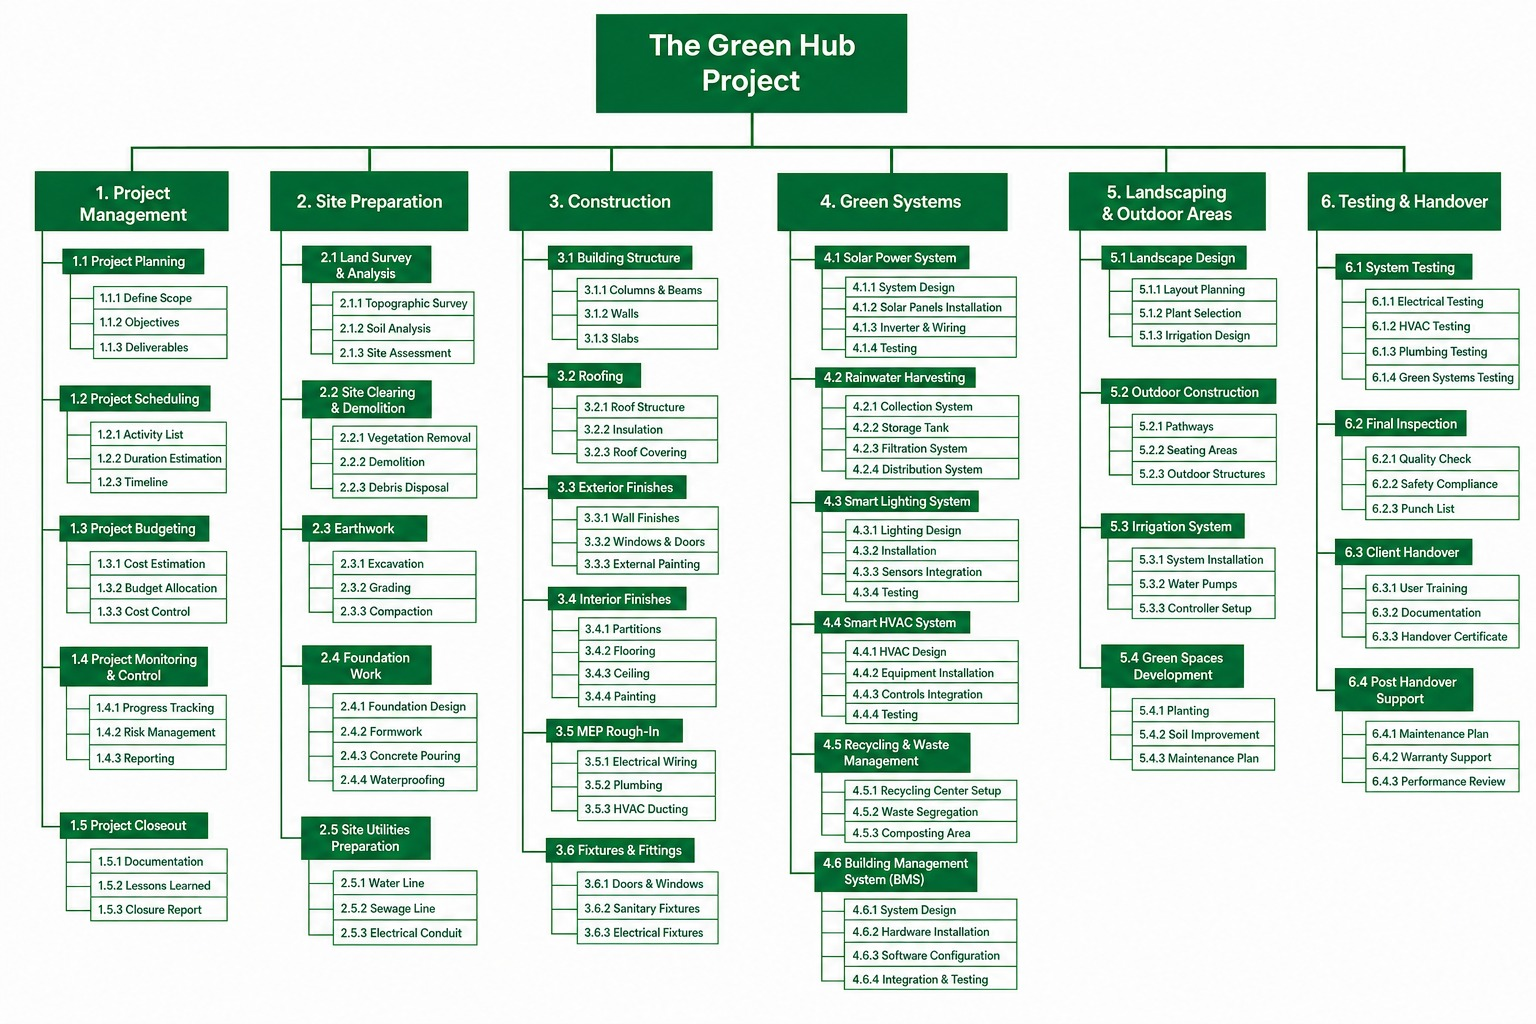 The Green Hub
Project
1. Project
Management
1.1 Project Planning
1.1.1 Define Scope
1.1.2 Objectives
1.1.3 Deliverables
1.2 Project Scheduling
1.2.1 Activity List
1.2.2 Duration Estimation
1.2.3 Timeline
1.3 Project Budgeting
1.3.1 Cost Estimation
1.3.2 Budget Allocation
1.3.3 Cost Control
1.4 Project Monitoring
& Control
1.4.1 Progress Tracking
1.4.2 Risk Management
1.4.3 Reporting
1.5 Project Closeout
1.5.1 Documentation
1.5.2 Lessons Learned
1.5.3 Closure Report
2. Site Preparation
2.1 Land Survey
& Analysis
2.1.1 Topographic Survey
2.1.2 Soil Analysis
2.1.3 Site Assessment
2.2 Site Clearing
& Demolition
2.2.1 Vegetation Removal
2.2.2 Demolition
2.2.3 Debris Disposal
2.3 Earthwork
2.3.1 Excavation
2.3.2 Grading
2.3.3 Compaction
2.4 Foundation
Work
2.4.1 Foundation Design
2.4.2 Formwork
2.4.3 Concrete Pouring
2.4.4 Waterproofing
2.5 Site Utilities
Preparation
2.5.1 Water Line
2.5.2 Sewage Line
2.5.3 Electrical Conduit
3. Construction
3.1 Building Structure
3.1.1 Columns & Beams
3.1.2 Walls
3.1.3 Slabs
3.2 Roofing
3.2.1 Roof Structure
3.2.2 Insulation
3.2.3 Roof Covering
3.3 Exterior Finishes
3.3.1 Wall Finishes
3.3.2 Windows & Doors
3.3.3 External Painting
3.4 Interior Finishes
3.4.1 Partitions
3.4.2 Flooring
3.4.3 Ceiling
3.4.4 Painting
3.5 MEP Rough-In
3.5.1 Electrical Wiring
3.5.2 Plumbing
3.5.3 HVAC Ducting
3.6 Fixtures & Fittings
3.6.1 Doors & Windows
3.6.2 Sanitary Fixtures
3.6.3 Electrical Fixtures
4. Green Systems
4.1 Solar Power System
4.1.1 System Design
4.1.2 Solar Panels Installation
4.1.3 Inverter & Wiring
4.1.4 Testing
4.2 Rainwater Harvesting
4.2.1 Collection System
4.2.2 Storage Tank
4.2.3 Filtration System
4.2.4 Distribution System
4.3 Smart Lighting System
4.3.1 Lighting Design
4.3.2 Installation
4.3.3 Sensors Integration
4.3.4 Testing
4.4 Smart HVAC System
4.4.1 HVAC Design
4.4.2 Equipment Installation
4.4.3 Controls Integration
4.4.4 Testing
4.5 Recycling & Waste
Management
4.5.1 Recycling Center Setup
4.5.2 Waste Segregation
4.5.3 Composting Area
4.6 Building Management
System (BMS)
4.6.1 System Design
4.6.2 Hardware Installation
4.6.3 Software Configuration
4.6.4 Integration & Testing
5. Landscaping
& Outdoor Areas
5.1 Landscape Design
5.1.1 Layout Planning
5.1.2 Plant Selection
5.1.3 Irrigation Design
5.2 Outdoor Construction
5.2.1 Pathways
5.2.2 Seating Areas
5.2.3 Outdoor Structures
5.3 Irrigation System
5.3.1 System Installation
5.3.2 Water Pumps
5.3.3 Controller Setup
5.4 Green Spaces
Development
5.4.1 Planting
5.4.2 Soil Improvement
5.4.3 Maintenance Plan
6. Testing & Handover
6.1 System Testing
6.1.1 Electrical Testing
6.1.2 HVAC Testing
6.1.3 Plumbing Testing
6.1.4 Green Systems Testing
6.2 Final Inspection
6.2.1 Quality Check
6.2.2 Safety Compliance
6.2.3 Punch List
6.3 Client Handover
6.3.1 User Training
6.3.2 Documentation
6.3.3 Handover Certificate
6.4 Post Handover
Support
6.4.1 Maintenance Plan
6.4.2 Warranty Support
6.4.3 Performance Review